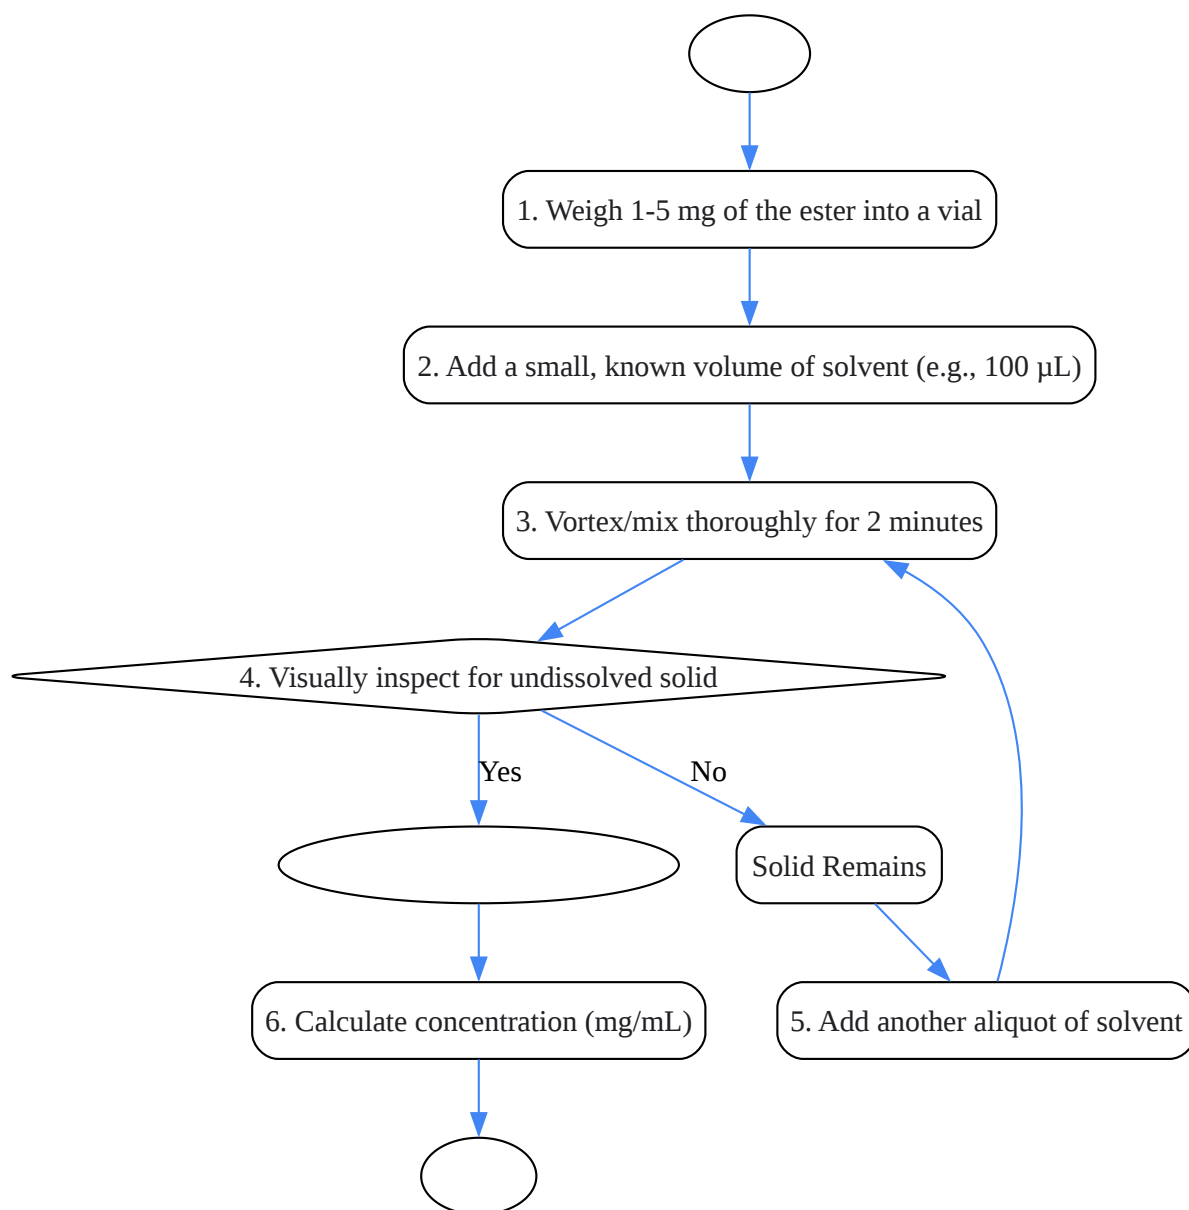 1. Weigh 1-5 mg of the ester into a vial
2. Add a small, known volume of solvent (e.g., 100 µL)
3. Vortex/mix thoroughly for 2 minutes
4. Visually inspect for undissolved solid
Yes
No
Solid Remains
6. Calculate concentration (mg/mL)
5. Add another aliquot of solvent